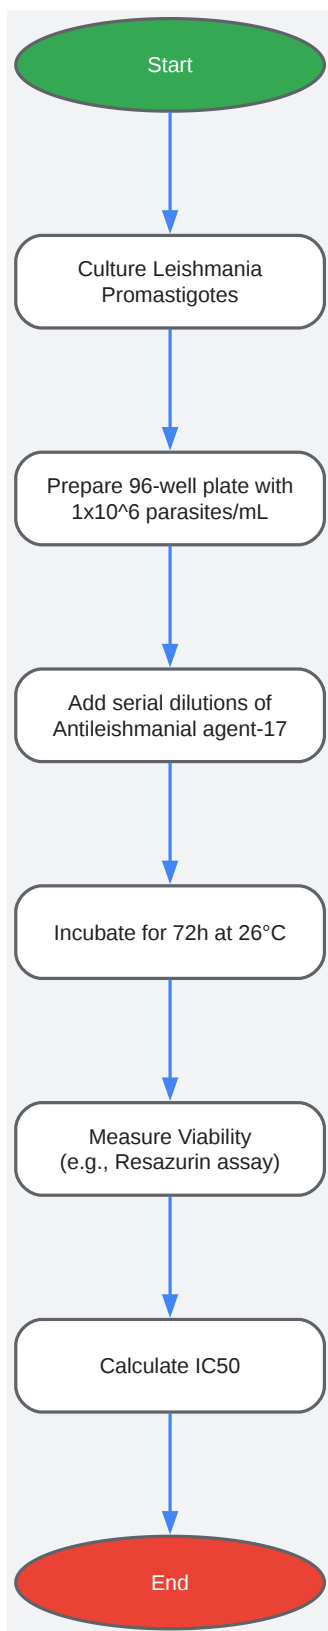 Start
Culture Leishmania
Promastigotes
Prepare 96-well plate with
1x10^6 parasites/mL
Add serial dilutions of
Antileishmanial agent-17
Incubate for 72h at 26°C
Measure Viability
(e.g., Resazurin assay)
Calculate IC50
End